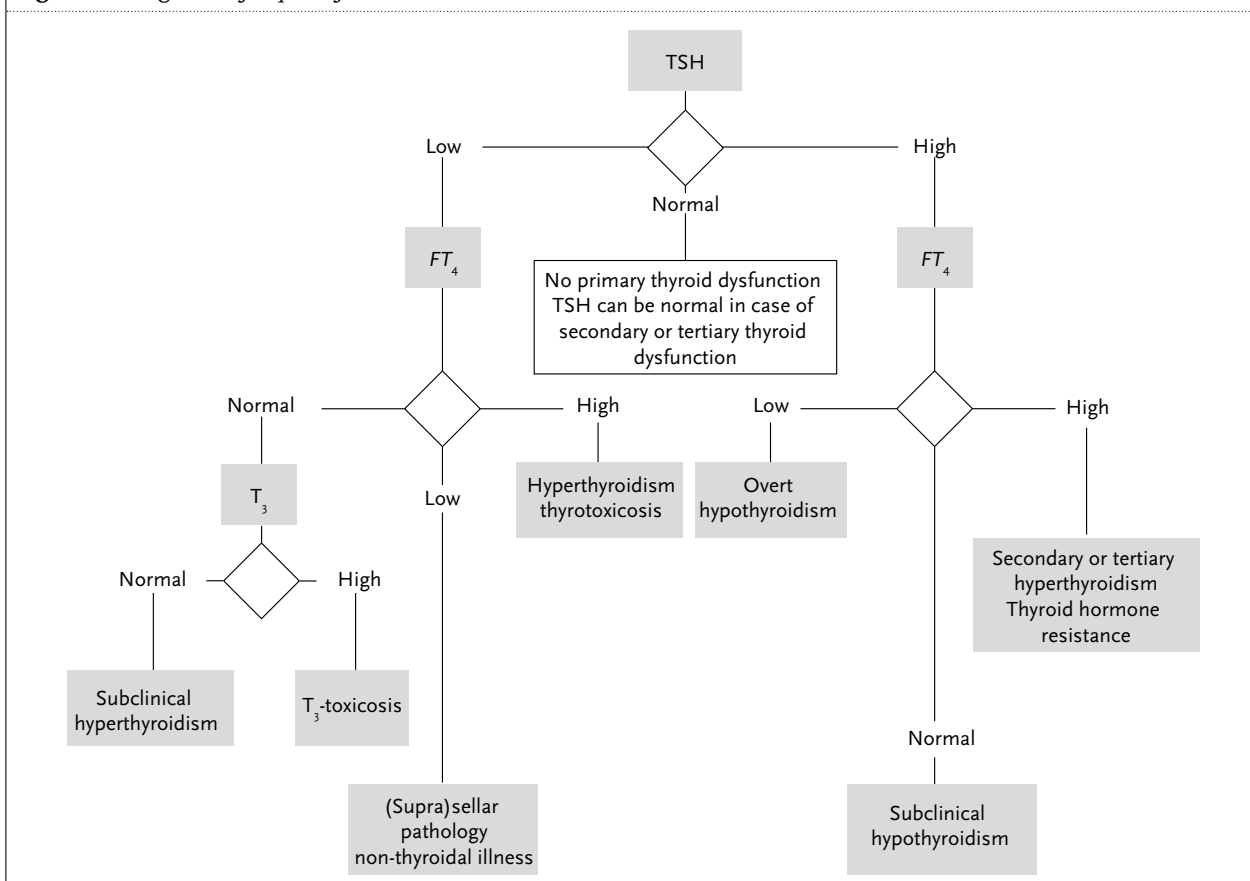 TSH
Low
High
Normal
FT₄
FT₄
No primary thyroid dysfunction
TSH can be normal in case of
secondary or tertiary thyroid
dysfunction
Normal
High
Low
High
T₃
Low
Hyperthyroidism
thyrotoxicosis
Overt
hypothyroidism
Normal
High
Secondary or tertiary
hyperthyroidism
Thyroid hormone
resistance
Subclinical
hyperthyroidism
T₃-toxicosis
Normal
(Supra)sellar
pathology
non-thyroidal illness
Subclinical
hypothyroidism